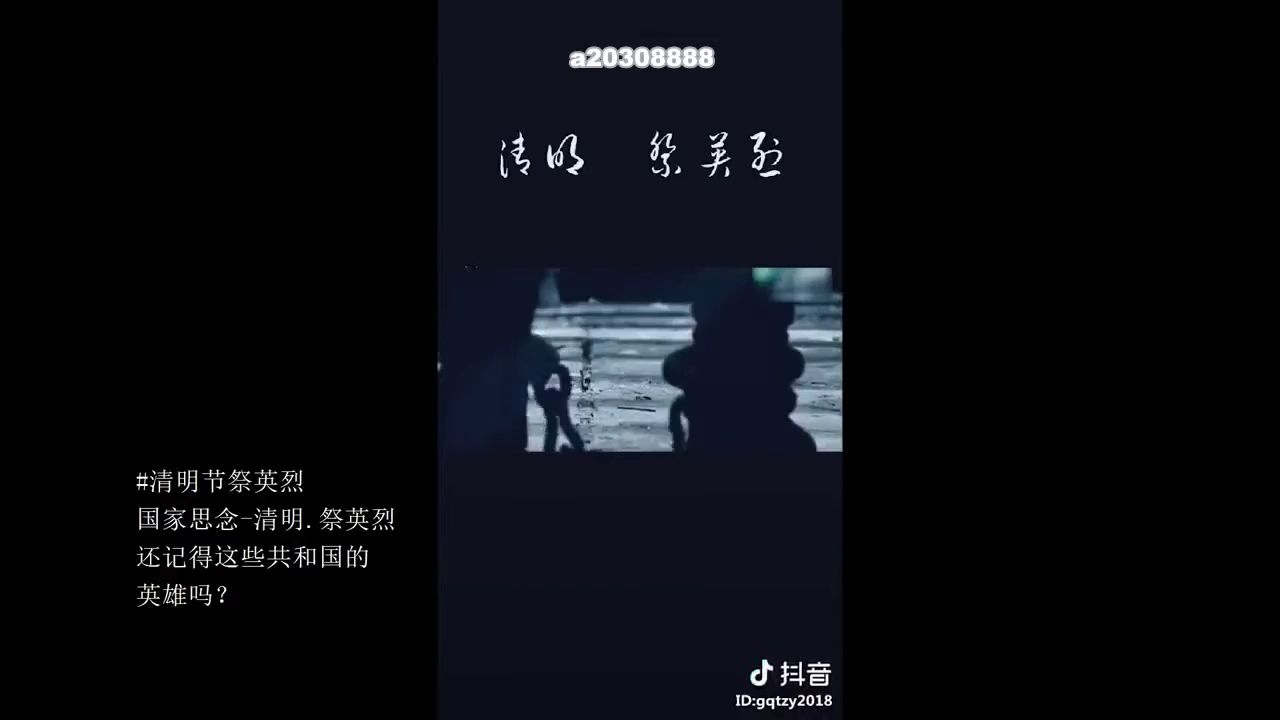 a20308888
清明 祭英烈
#清明节祭英烈
国家思念-清明.祭英烈
还记得这些共和国的
英雄吗?
抖音
ID:gqtzy2018